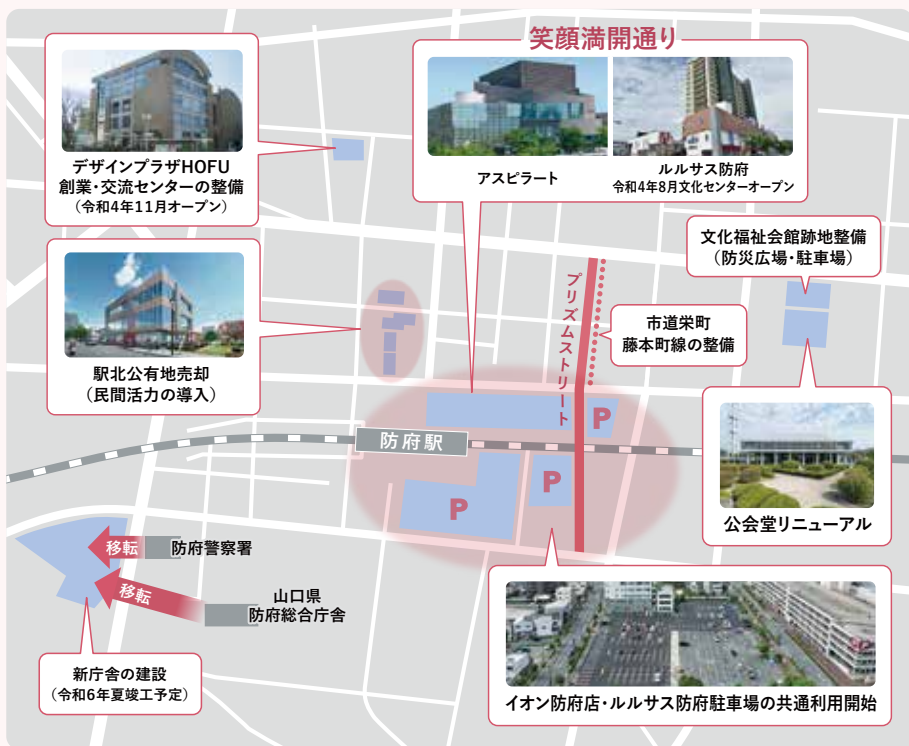 笑顔満開通り
アスピラート
ルルサス防府
令和4年8月文化センターオープン
デザインプラザHOFU
創業・交流センターの整備
（令和4年11月オープン）
駅北公有地売却
（民間活力の導入）
文化福祉会館跡地整備
（防災広場・駐車場）
プリズムストリート
市道栄町
藤本町線の整備
P
防府駅
P
P
公会堂リニューアル
移転
防府警察署
移転
山口県
防府総合庁舎
新庁舎の建設
（令和6年夏竣工予定）
イオン防府店・ルルサス防府駐車場の共通利用開始